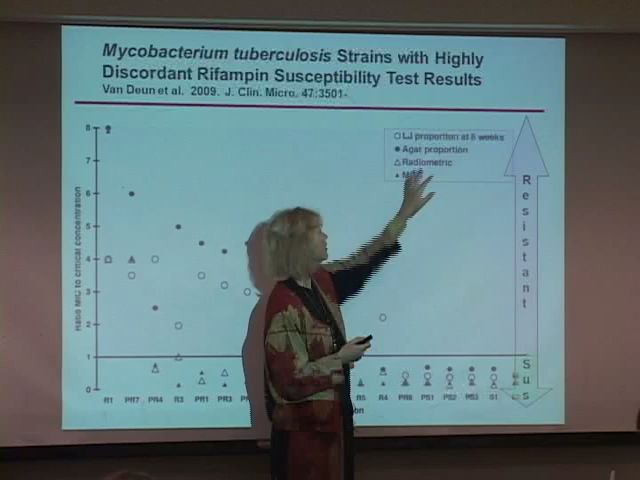 Mycobacterium tuberculosis Strains with Highly
Discordant Rifampin Susceptibility Test Results
Van Deun et al. 2009. J. Clin. Micro. 47:3501-
LJ proportion at 6 weeks
Agar proportion
Radiometric
Ratio MIC to critical concentration
8
7
6
5
4
3
2
1
0
R1 PR7 PR4 R3 PR1 PR3 R5 R4 PR8 PS1 PS2 PS3 S1
Resistant
Sus